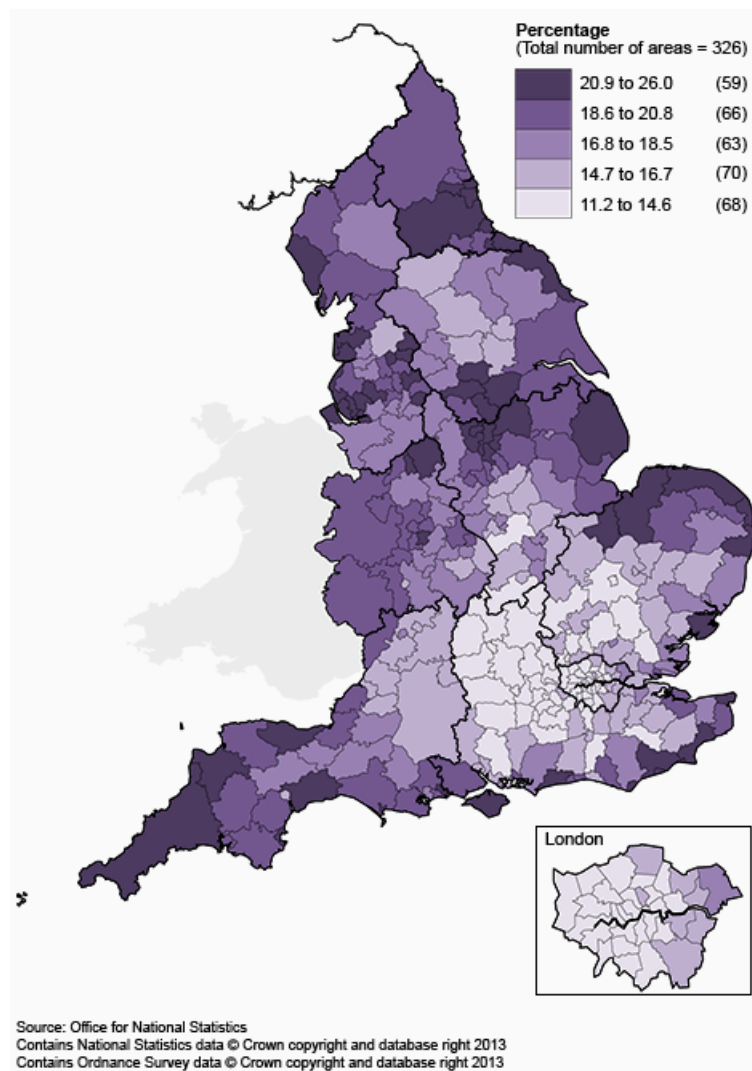 Percentage
(Total number of areas = 326)
20.9 to 26.0 (59)
18.6 to 20.8 (66)
16.8 to 18.5 (63)
14.7 to 16.7 (70)
11.2 to 14.6 (68)
London
Source: Office for National Statistics
Contains National Statistics data © Crown copyright and database right 2013
Contains Ordnance Survey data © Crown copyright and database right 2013